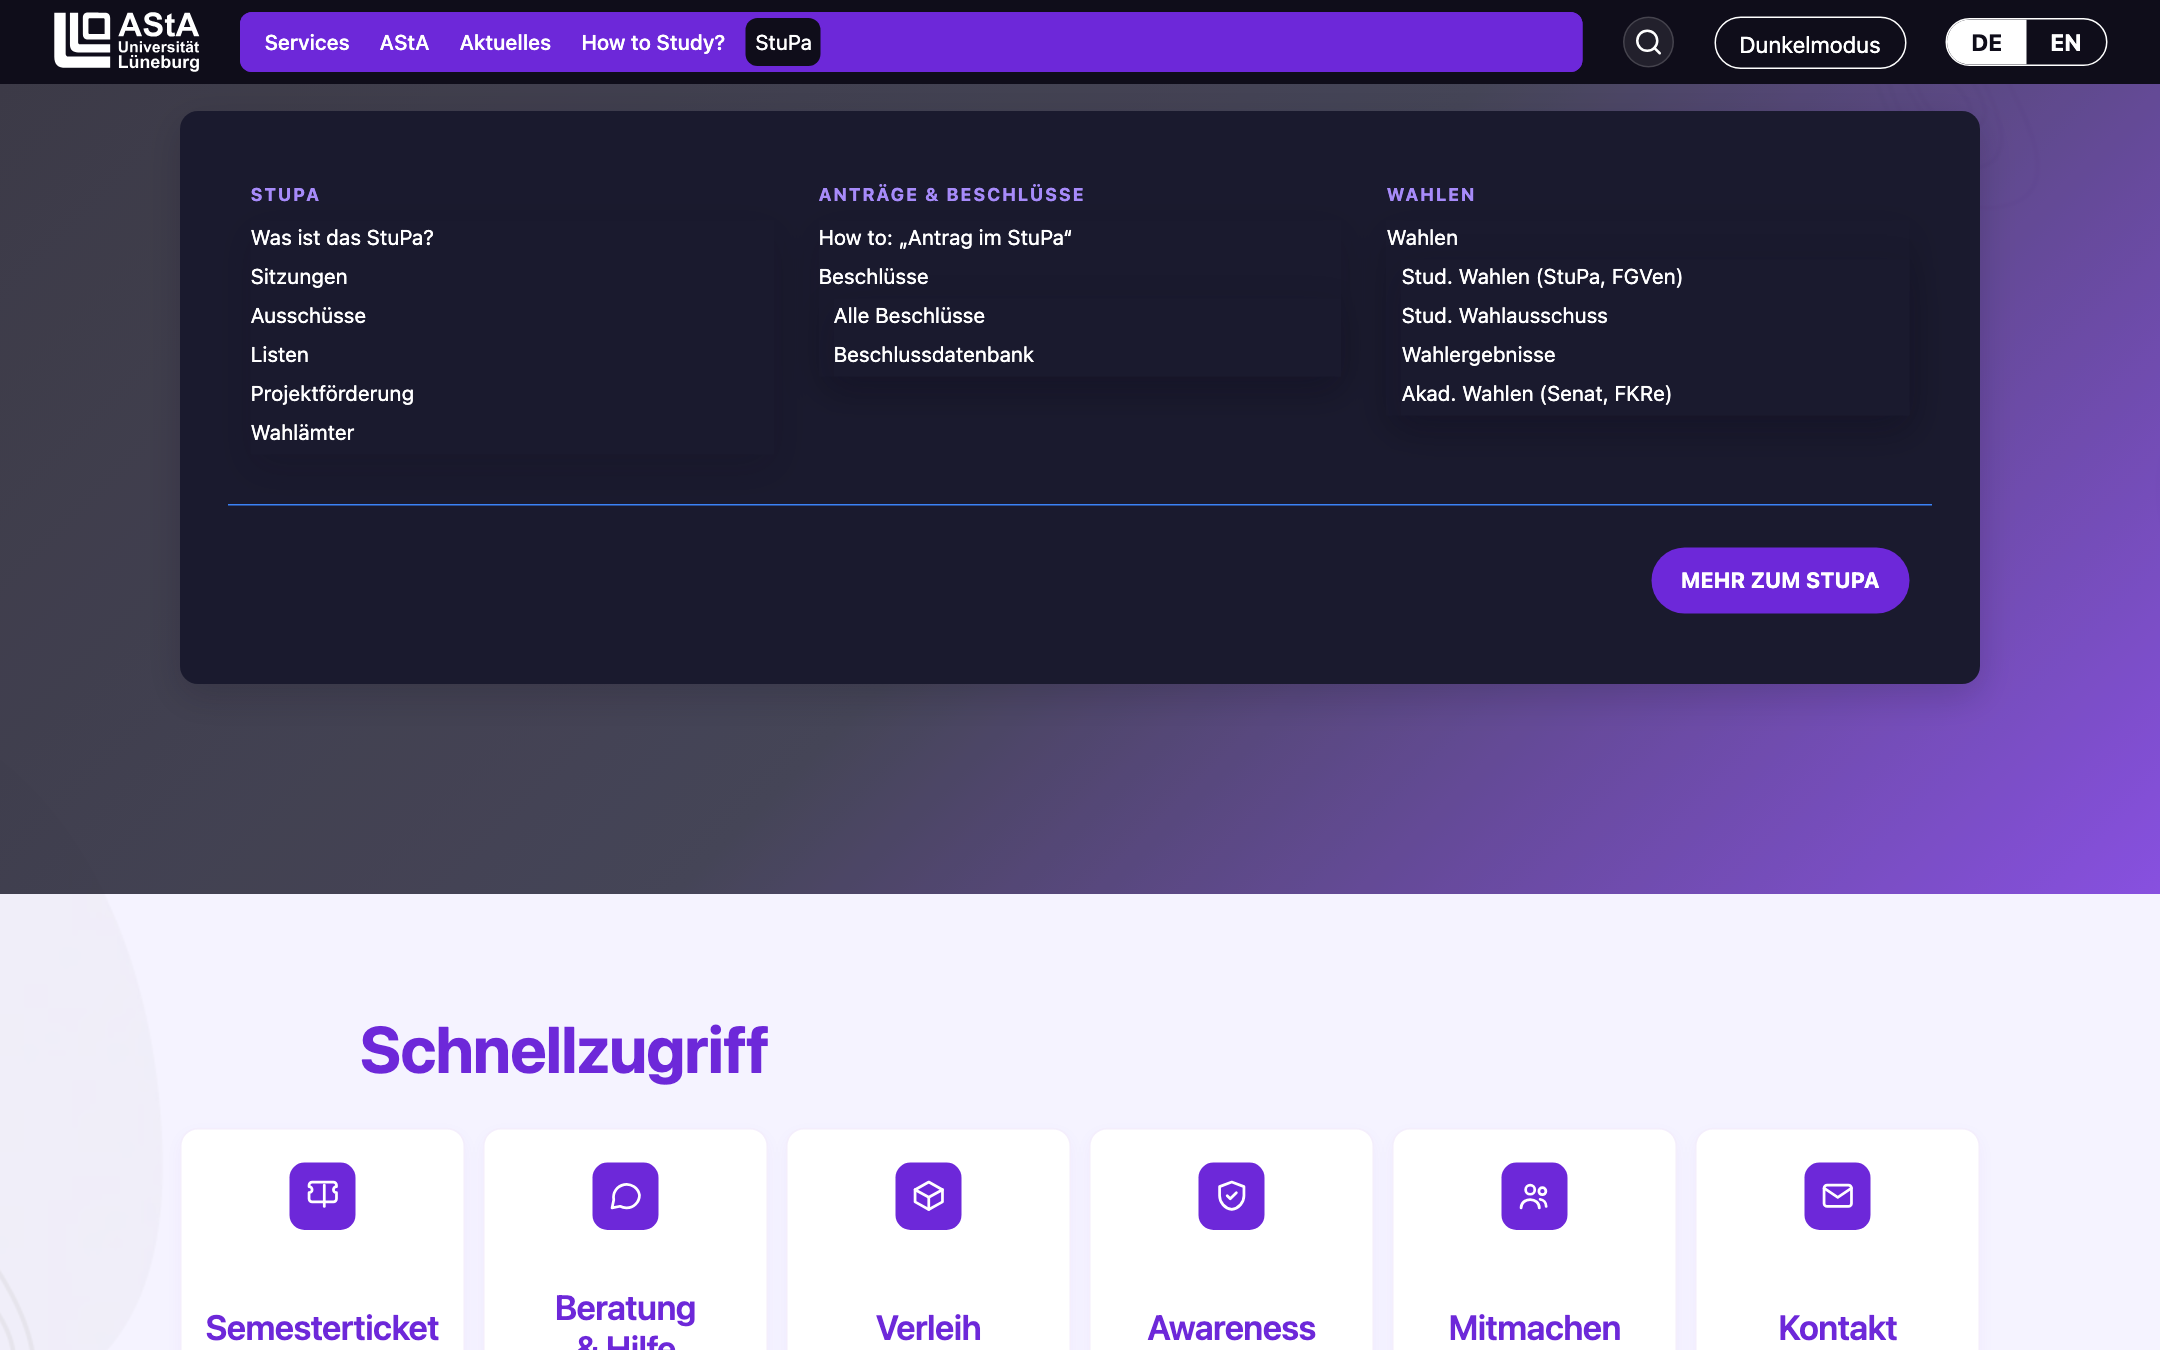 AStA
Universität
Lüneburg
Services
AStA
Aktuelles
How to Study?
StuPa
Dunkelmodus
DE
EN
STUPA
Was ist das StuPa?
Sitzungen
Ausschüsse
Listen
Projektförderung
Wahlämter
ANTRÄGE & BESCHLÜSSE
How to: „Antrag im StuPa“
Beschlüsse
Alle Beschlüsse
Beschlussdatenbank
WAHLEN
Wahlen
Stud. Wahlen (StuPa, FGVen)
Stud. Wahlausschuss
Wahlergebnisse
Akad. Wahlen (Senat, FKRe)
MEHR ZUM STUPA
Schnellzugriff
Semesterticket
Beratung
& Hilfe
Verleih
Awareness
Mitmachen
Kontakt